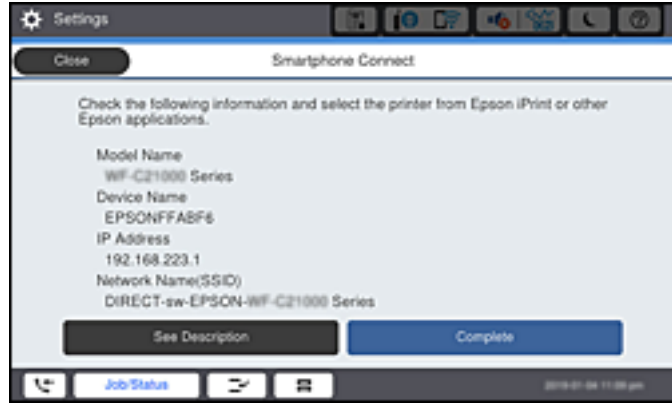 Settings
Close
Smartphone Connect
Check the following information and select the printer from Epson iPrint or other
Epson applications.
Model Name
WF-C21000 Series
Device Name
EPSONFFABF6
IP Address
192.168.223.1
Network Name(SSID)
DIRECT-sw-EPSON-WF-C21000 Series
See Description
Complete
Job/Status